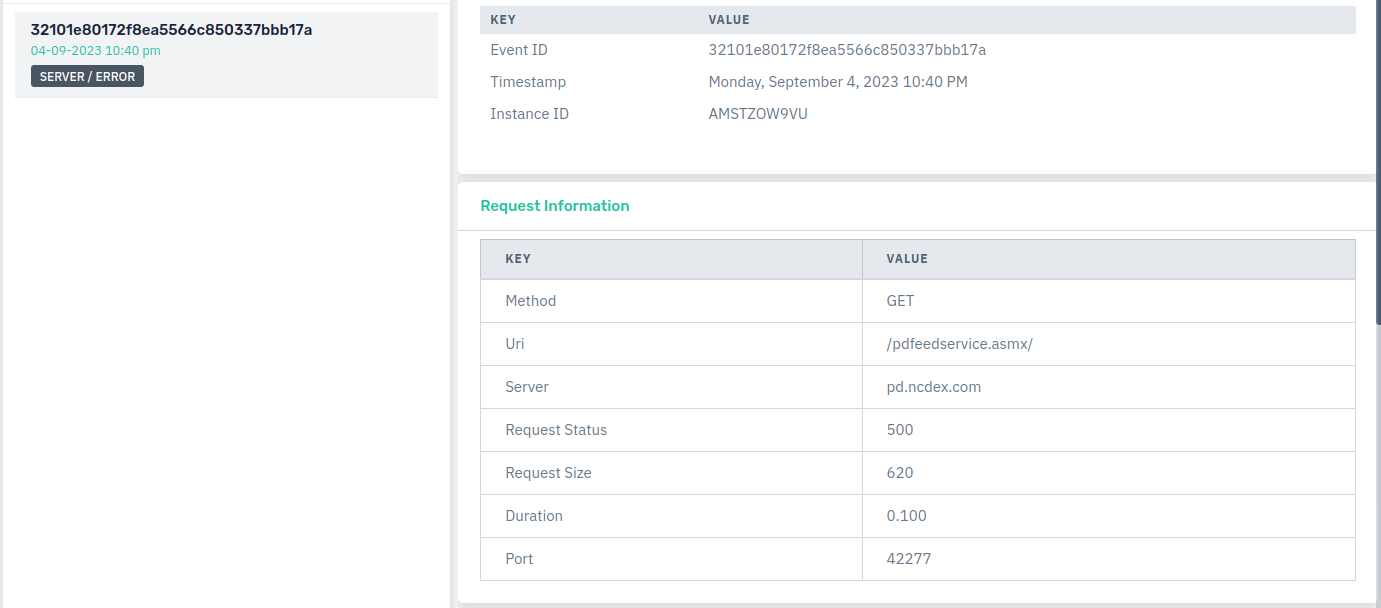 32101e80172f8ea5566c850337bbb17a
04-09-2023 10:40 pm
SERVER / ERROR
KEY VALUE
Event ID 32101e80172f8ea5566c850337bbb17a
Timestamp Monday, September 4, 2023 10:40 PM
Instance ID AMSTZOW9VU
Request Information
KEY VALUE
Method GET
Uri /pdfeedservice.asmx/
Server pd.ncdex.com
Request Status 500
Request Size 620
Duration 0.100
Port 42277